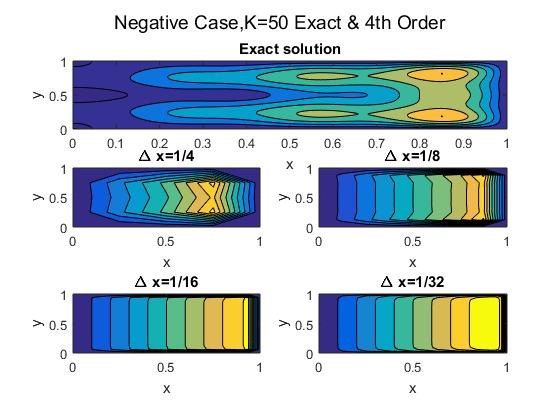 Negative Case,K=50 Exact & 4th Order
Exact solution
1
0.5
0
y
0 0.1 0.2 0.3 0.4 0.5 0.6 0.7 0.8 0.9 1
x
Δ x=1/4
1
0.5
0
y
0 0.5 1
x
Δ x=1/8
1
0.5
0
y
0 0.5 1
x
Δ x=1/16
1
0.5
0
y
0 0.5 1
x
Δ x=1/32
1
0.5
0
y
0 0.5 1
x